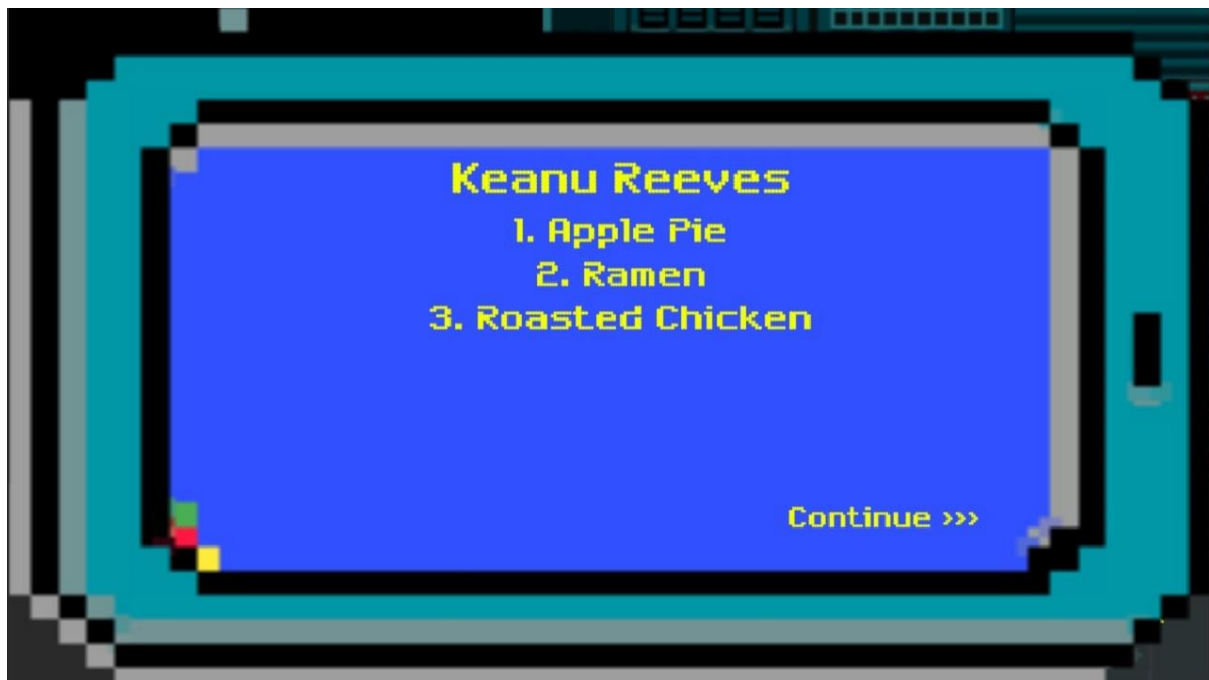 Keanu Reeves
1. Apple Pie
2. Ramen
3. Roasted Chicken
Continue >>>